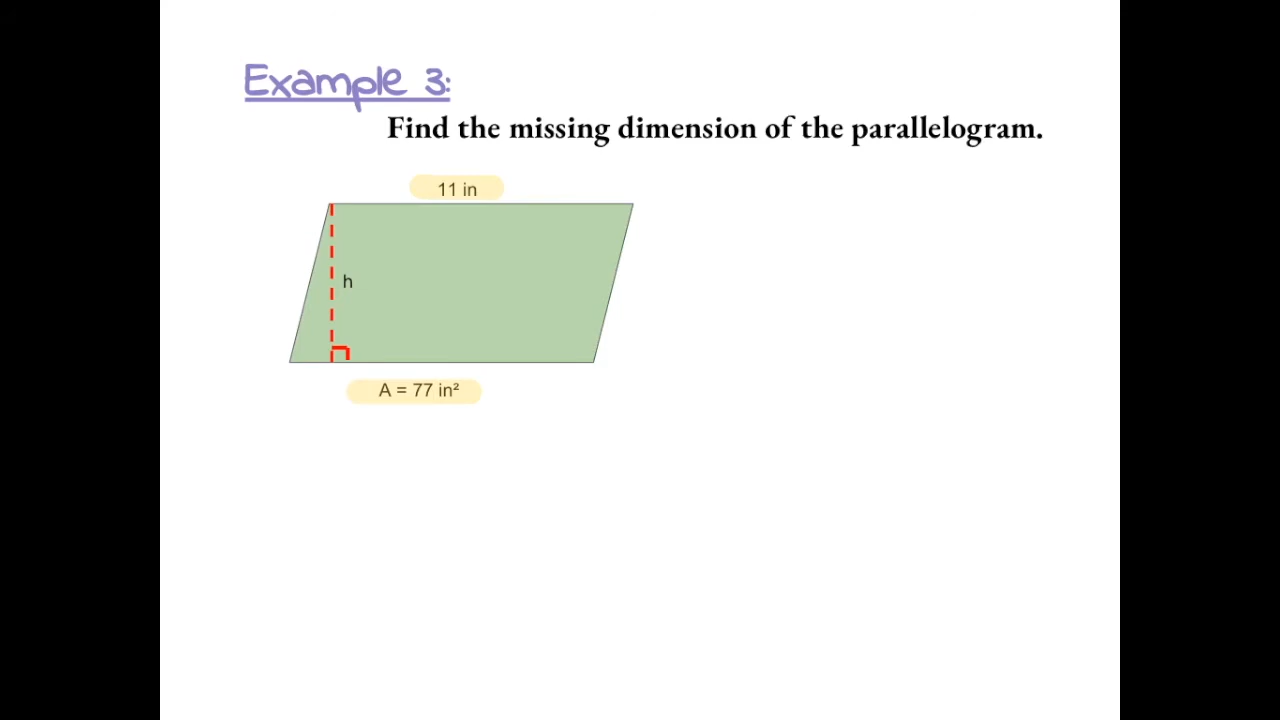 Example 3:
Find the missing dimension of the parallelogram.
11 in
h
A = 77 in²